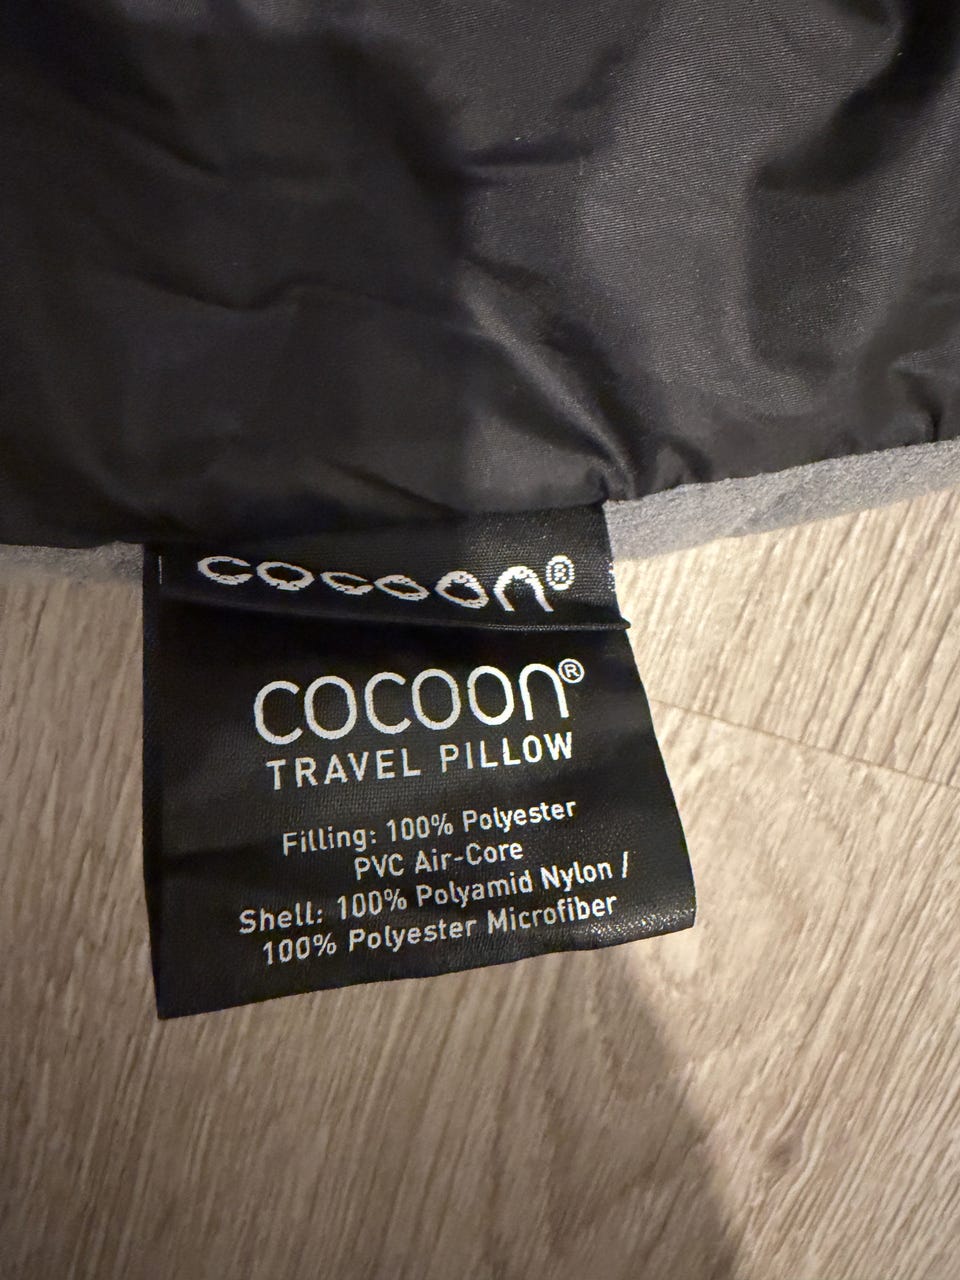 COCOON®
COCOON®
TRAVEL PILLOW
Filling: 100% Polyester
PVC Air-Core
Shell: 100% Polyamid Nylon /
100% Polyester Microfiber